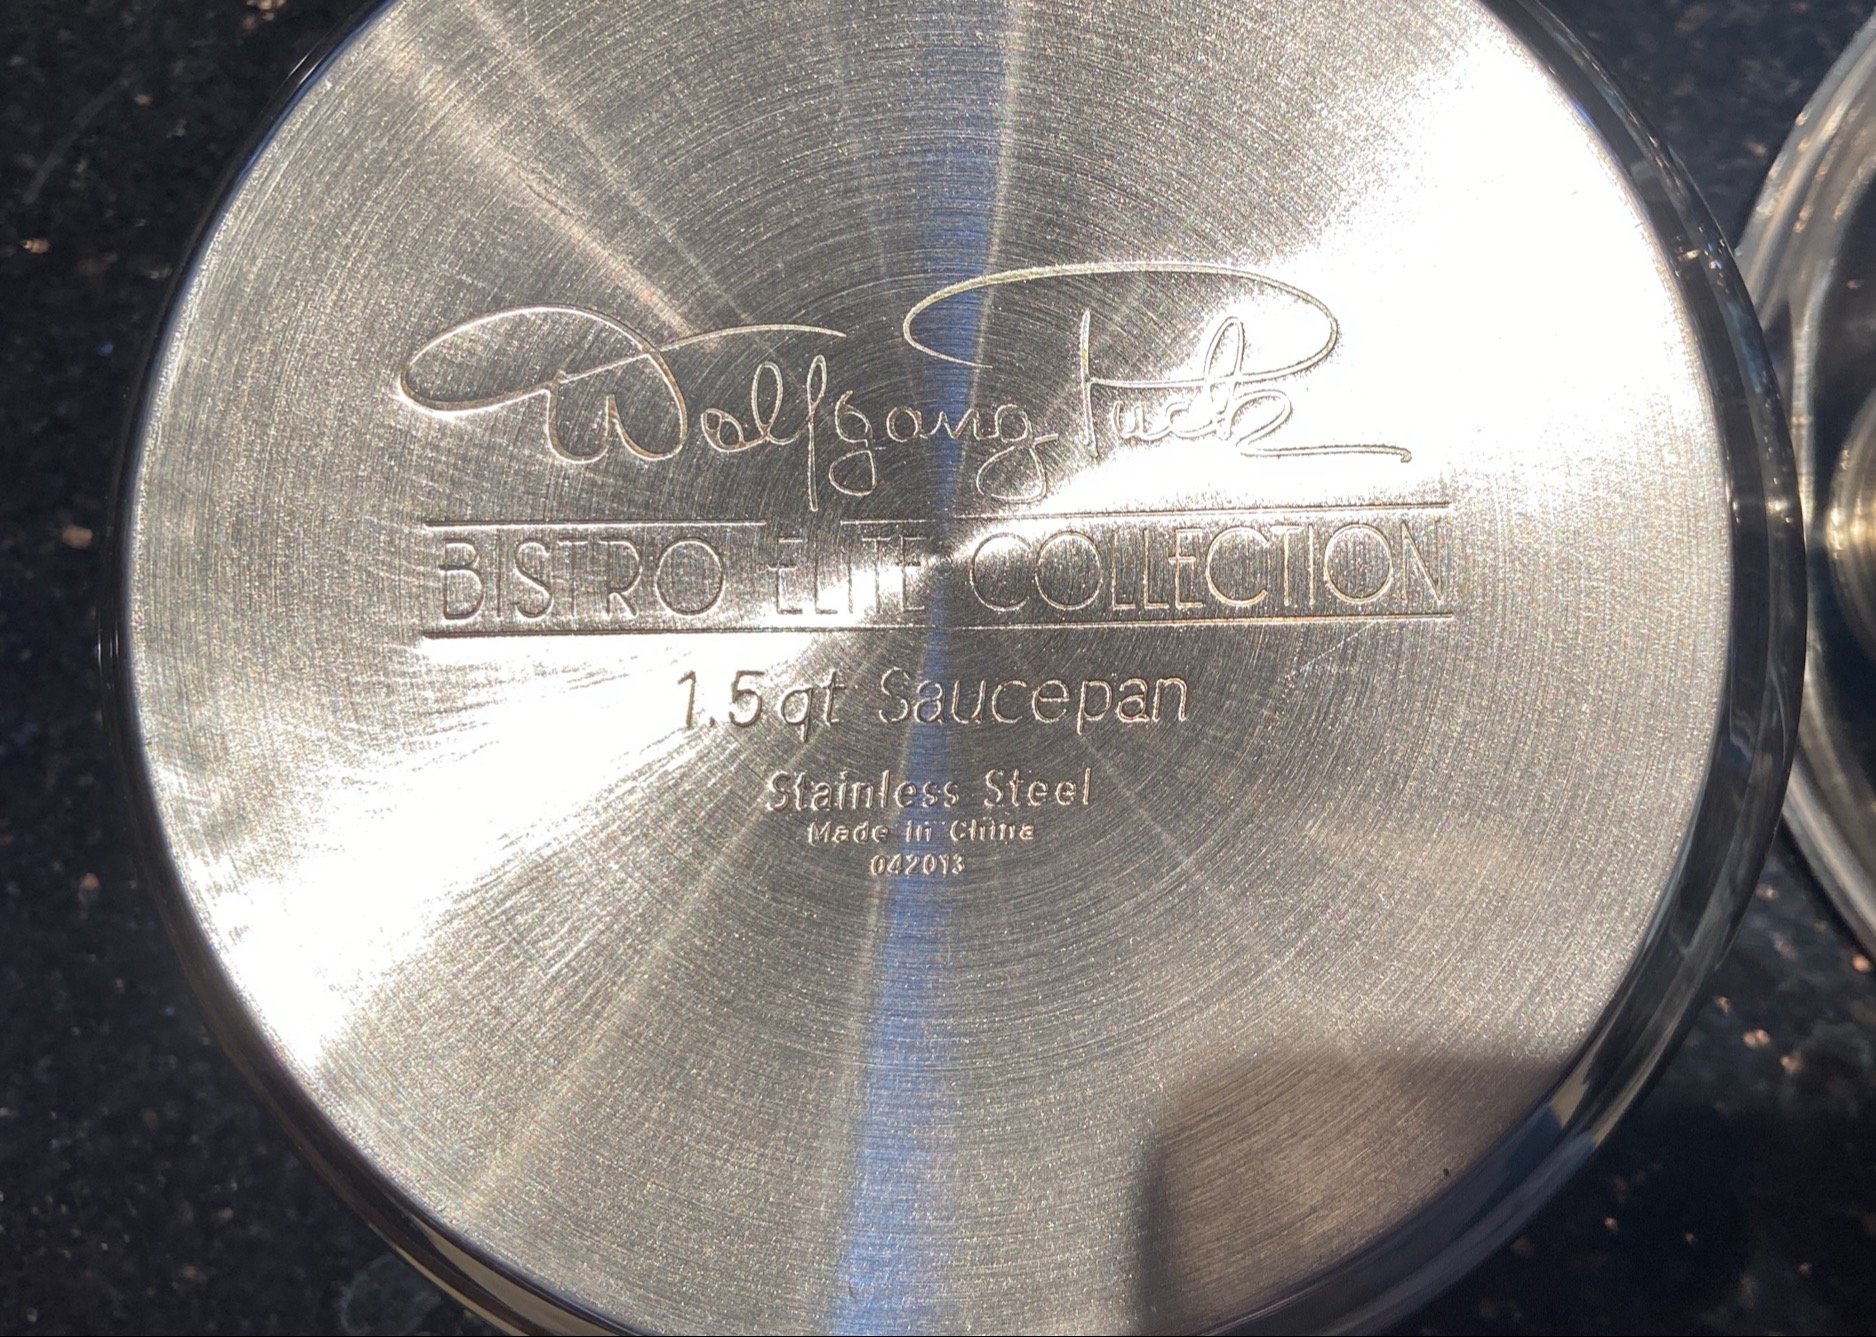 Wolfgang Puck
BISTRO ELITE COLLECTION
1.5qt Saucepan
Stainless Steel
Made in China
042013